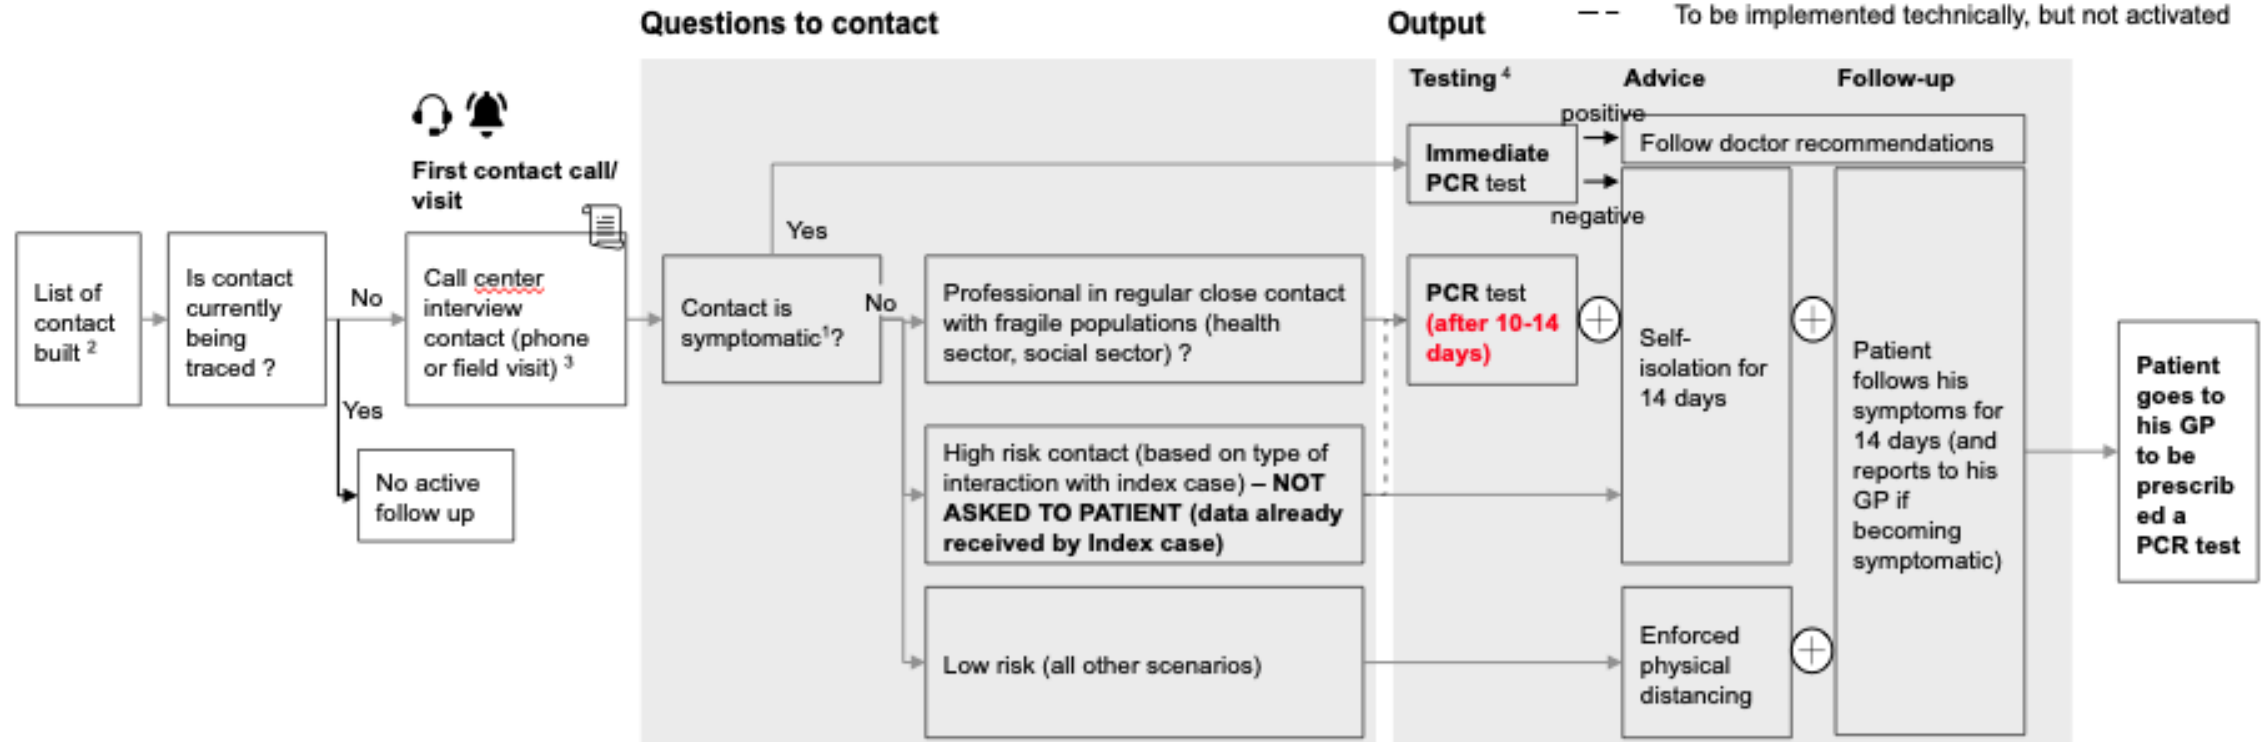 Questions to contact
Output
To be implemented technically, but not activated
Testing 4
Advice
Follow-up
First contact call/
visit
List of
contact
built 2
Is contact
currently
being
traced ?
No
Yes
No active
follow up
Call center
interview
contact (phone
or field visit) 3
Contact is
symptomatic1?
Yes
No
Professional in regular close contact
with fragile populations (health
sector, social sector) ?
High risk contact (based on type of
interaction with index case) – NOT
ASKED TO PATIENT (data already
received by Index case)
Low risk (all other scenarios)
Immediate
PCR test
positive
negative
PCR test
(after 10-14
days)
Follow doctor recommendations
Self-
isolation for
14 days
Enforced
physical
distancing
Patient
follows his
symptoms for
14 days (and
reports to his
GP if
becoming
symptomatic)
Patient
goes to
his GP
to be
prescrib
ed a
PCR test